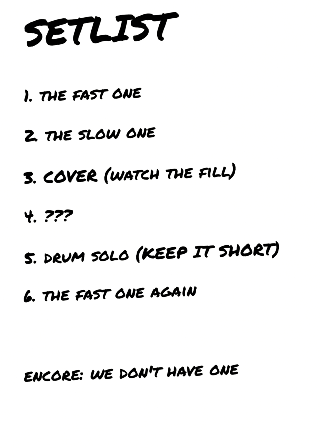 SETLIST
1. THE FAST ONE
2. THE SLOW ONE
3. COVER (WATCH THE FILL)
4. ???
5. DRUM SOLO (KEEP IT SHORT)
6. THE FAST ONE AGAIN
ENCORE: WE DON'T HAVE ONE